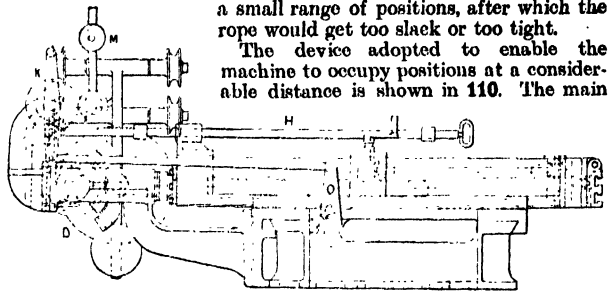 a small range of positions, after which the
rope would get too slack or too tight.
The device adopted to enable the
machine to occupy positions at a consider-
able distance is shown in 110. The main
M
K
H
O
D